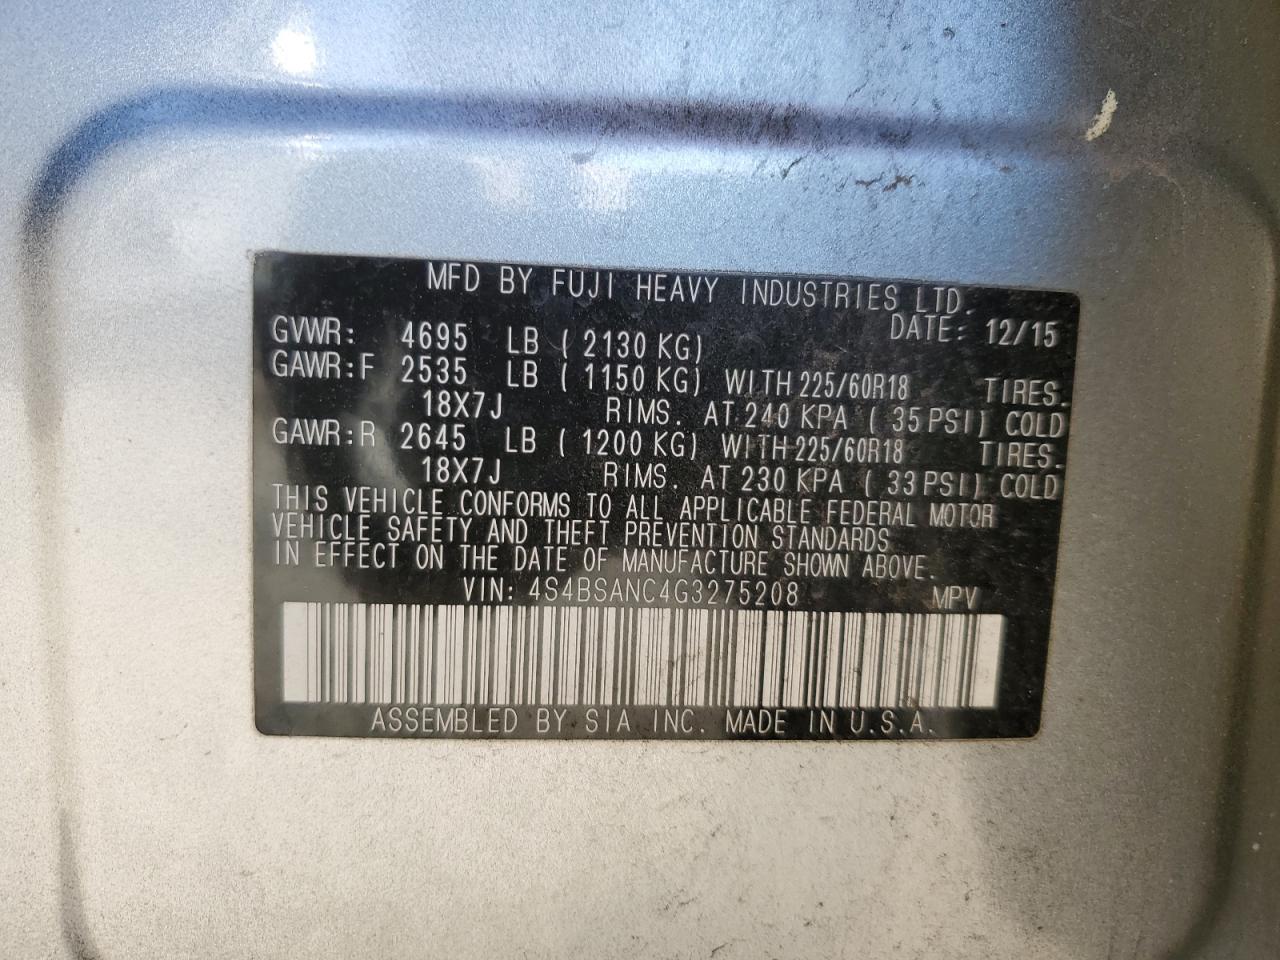 MFD BY FUJI HEAVY INDUSTRIES LTD.
DATE: 12/15
GVWR: 4695 LB ( 2130 KG)
GAWR:F 2535 LB ( 1150 KG) WITH 225/60R18 TIRES.
18X7J RIMS. AT 240 KPA ( 35 PSI) COLD
GAWR:R 2645 LB ( 1200 KG) WITH 225/60R18 TIRES.
18X7J RIMS. AT 230 KPA ( 33 PSI) COLD
THIS VEHICLE CONFORMS TO ALL APPLICABLE FEDERAL MOTOR
VEHICLE SAFETY AND THEFT PREVENTION STANDARDS
IN EFFECT ON THE DATE OF MANUFACTURE SHOWN ABOVE.
VIN: 4S4BSANC4G3275208 MPV
ASSEMBLED BY SIA INC. MADE IN U.S.A.